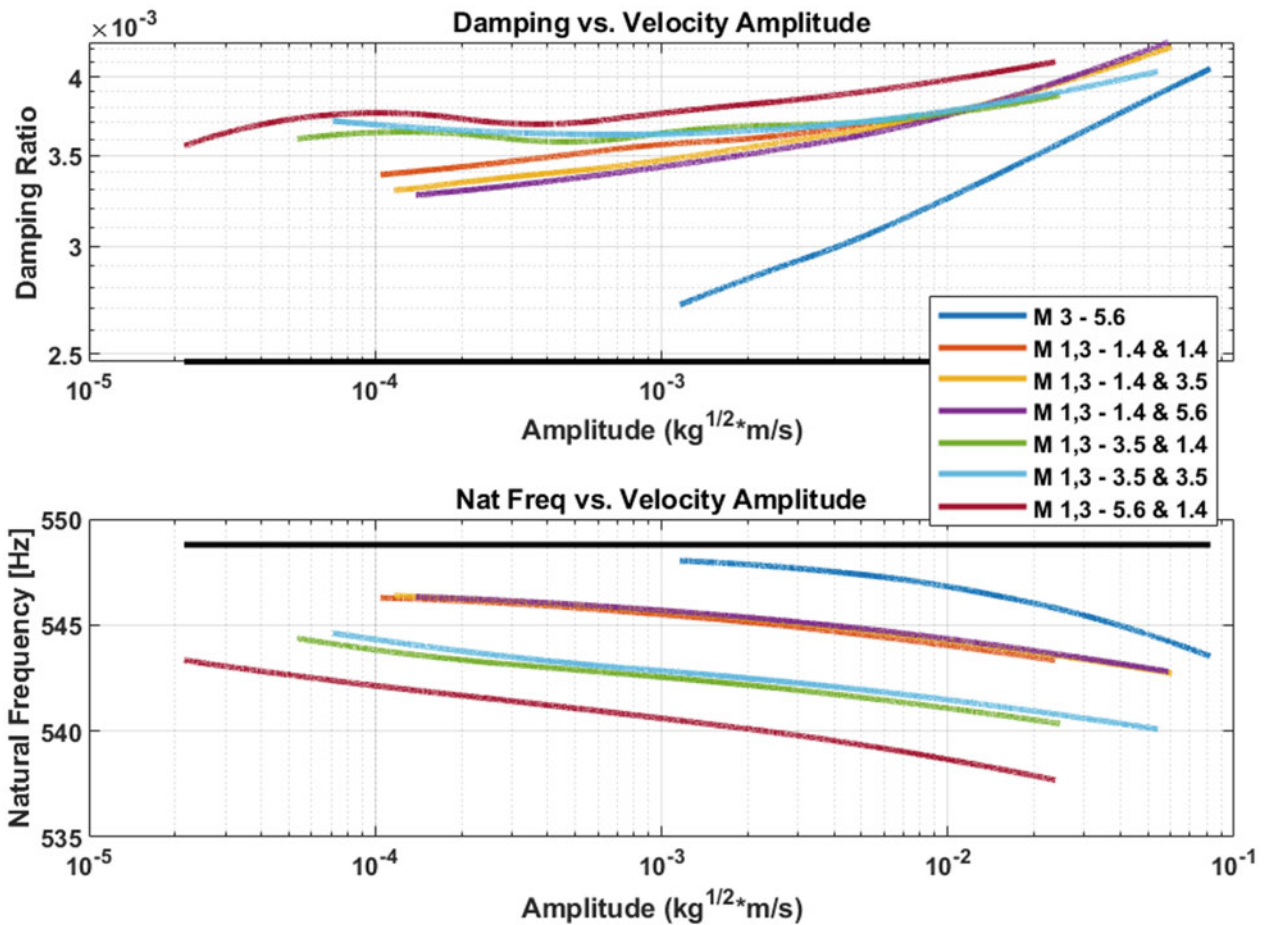 Damping vs. Velocity Amplitude
×10⁻³
4
3.5
3
2.5
Damping Ratio
10⁻⁵
10⁻⁴
10⁻³
Amplitude (kg^1/2*m/s)
M 3 - 5.6
M 1,3 - 1.4 & 1.4
M 1,3 - 1.4 & 3.5
M 1,3 - 1.4 & 5.6
M 1,3 - 3.5 & 1.4
M 1,3 - 3.5 & 3.5
M 1,3 - 5.6 & 1.4
Nat Freq vs. Velocity Amplitude
550
545
540
535
Natural Frequency [Hz]
10⁻⁵
10⁻⁴
10⁻³
10⁻²
10⁻¹
Amplitude (kg^1/2*m/s)